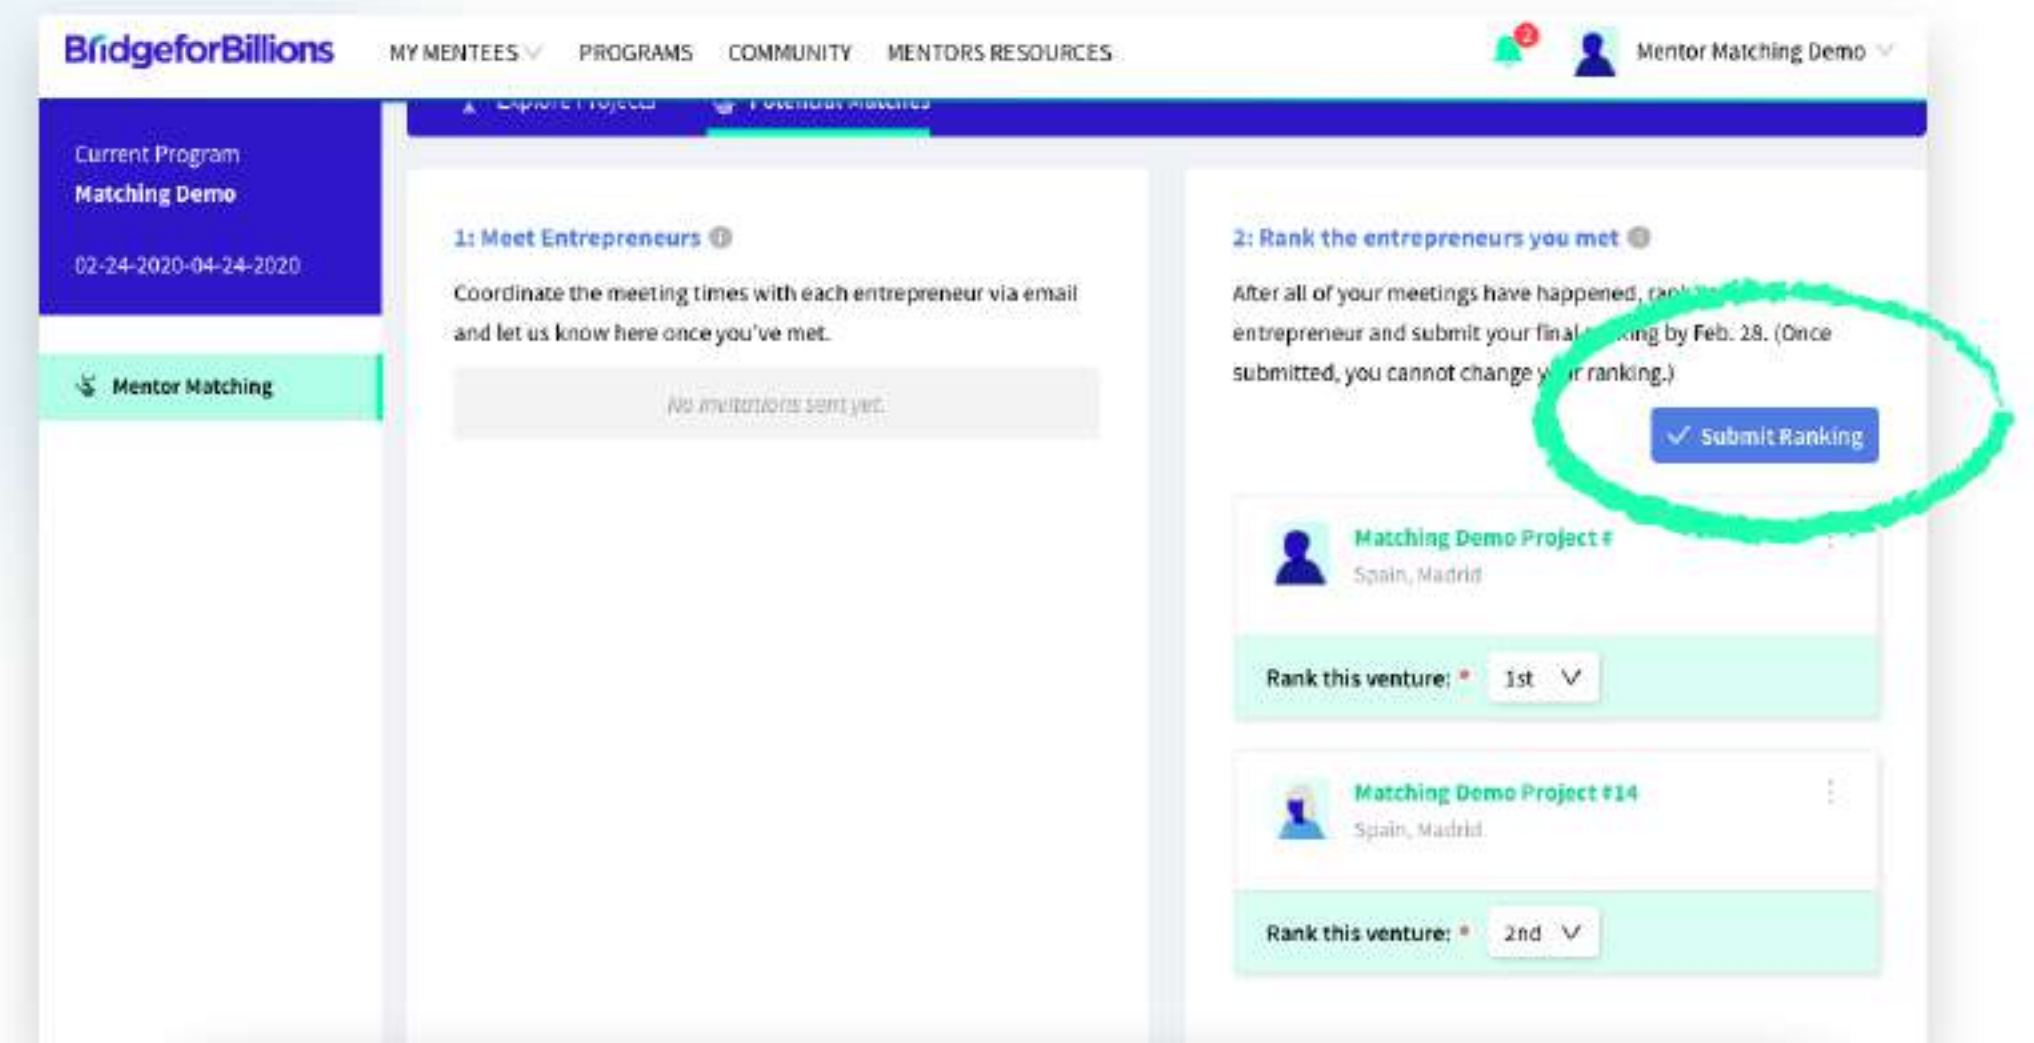 BridgeforBillions
MY MENTEES
PROGRAMS
COMMUNITY
MENTORS RESOURCES
2
Mentor Matching Demo
Explore Projects
Potential Matches
Current Program
Matching Demo
02-24-2020-04-24-2020
Mentor Matching
1: Meet Entrepreneurs
Coordinate the meeting times with each entrepreneur via email
and let us know here once you've met.
No invitations sent yet.
2: Rank the entrepreneurs you met
After all of your meetings have happened,
entrepreneur and submit your final by Feb. 28. (Once
submitted, you cannot change ranking.)
Submit Ranking
Matching Demo Project #
Spain, Madrid
Rank this venture: * 1st
Matching Demo Project #14
Spain, Madrid
Rank this venture: * 2nd